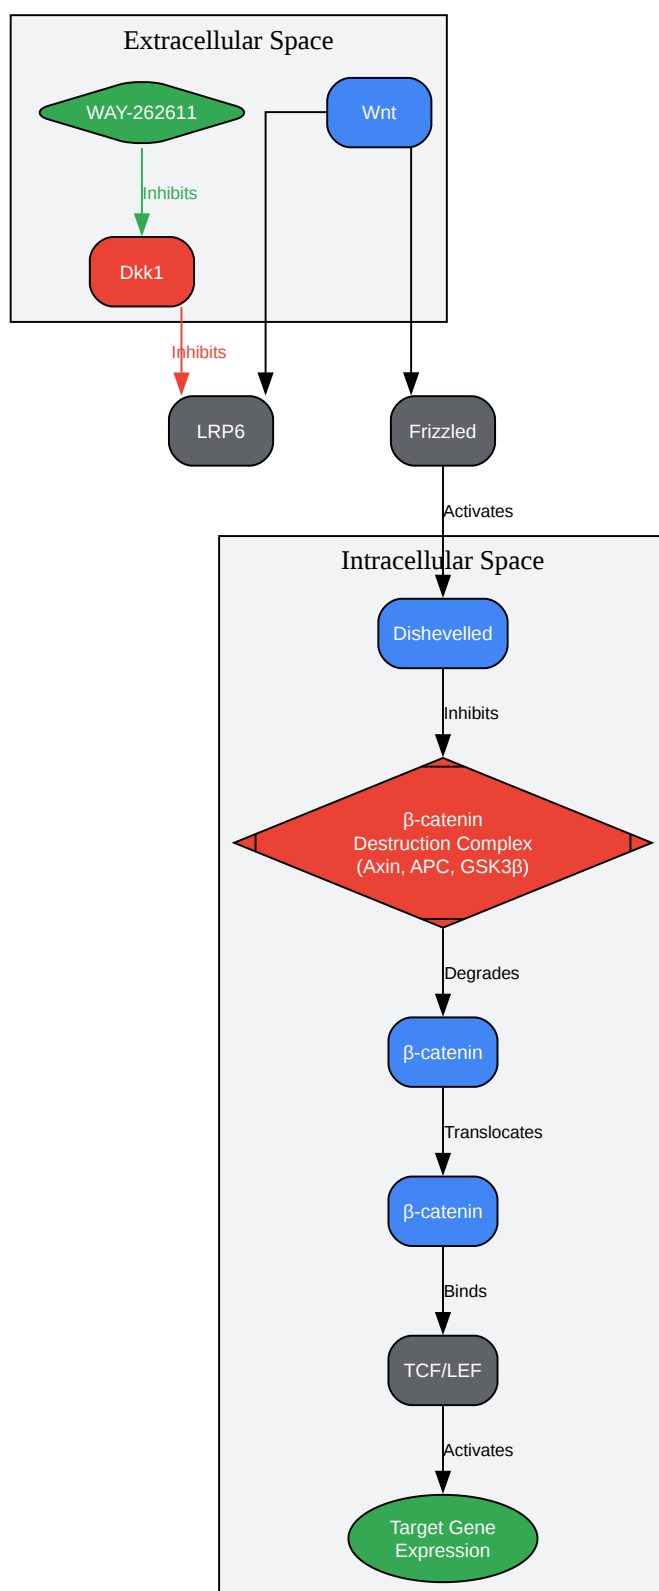 Extracellular Space
WAY-262611
Wnt
Inhibits
Dkk1
Inhibits
LRP6
Frizzled
Activates
Intracellular Space
Dishevelled
Inhibits
β-catenin
Destruction Complex
(Axin, APC, GSK3β)
Degrades
β-catenin
Translocates
β-catenin
Binds
TCF/LEF
Activates
Target Gene
Expression